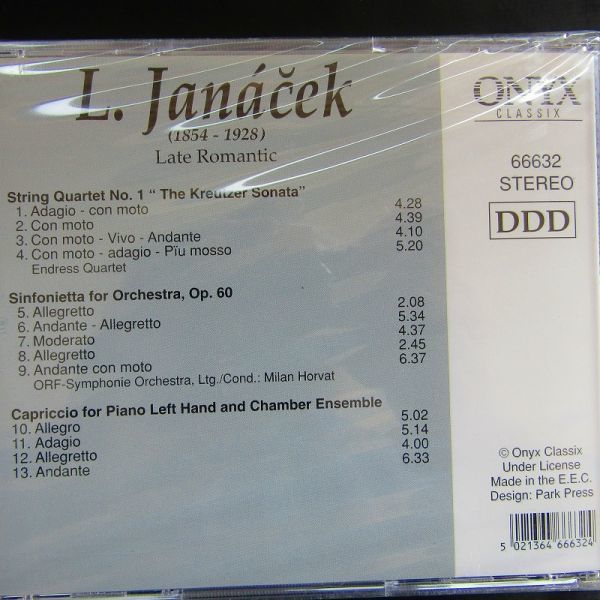 L. Janáček
(1854 - 1928)
Late Romantic
ONYX
CLASSIX
66632
STEREO
DDD
String Quartet No. 1 “ The Kreutzer Sonata”
1. Adagio - con moto 4.28
2. Con moto 4.39
3. Con moto - Vivo - Andante 4.10
4. Con moto - adagio - Pïu mosso 5.20
Endress Quartet
Sinfonietta for Orchestra, Op. 60
5. Allegretto 2.08
6. Andante - Allegretto 5.34
7. Moderato 4.37
8. Allegretto 2.45
9. Andante con moto 6.37
ORF-Symphonie Orchestra, Ltg./Cond.: Milan Horvat
Capriccio for Piano Left Hand and Chamber Ensemble
10. Allegro 5.02
11. Adagio 5.14
12. Allegretto 4.00
13. Andante 6.33
© Onyx Classix
Under License
Made in the E.E.C.
Design: Park Press
5 021364 666324